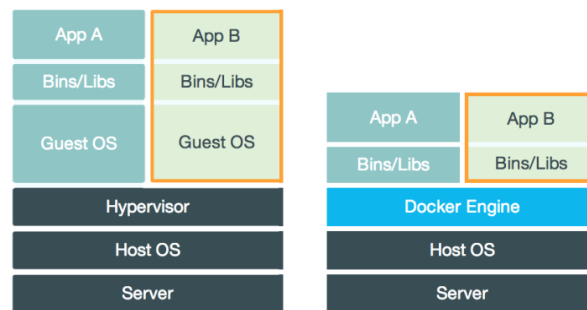 App A
App B
Bins/Libs
Bins/Libs
Guest OS
Guest OS
Hypervisor
Host OS
Server
App A
App B
Bins/Libs
Bins/Libs
Docker Engine
Host OS
Server